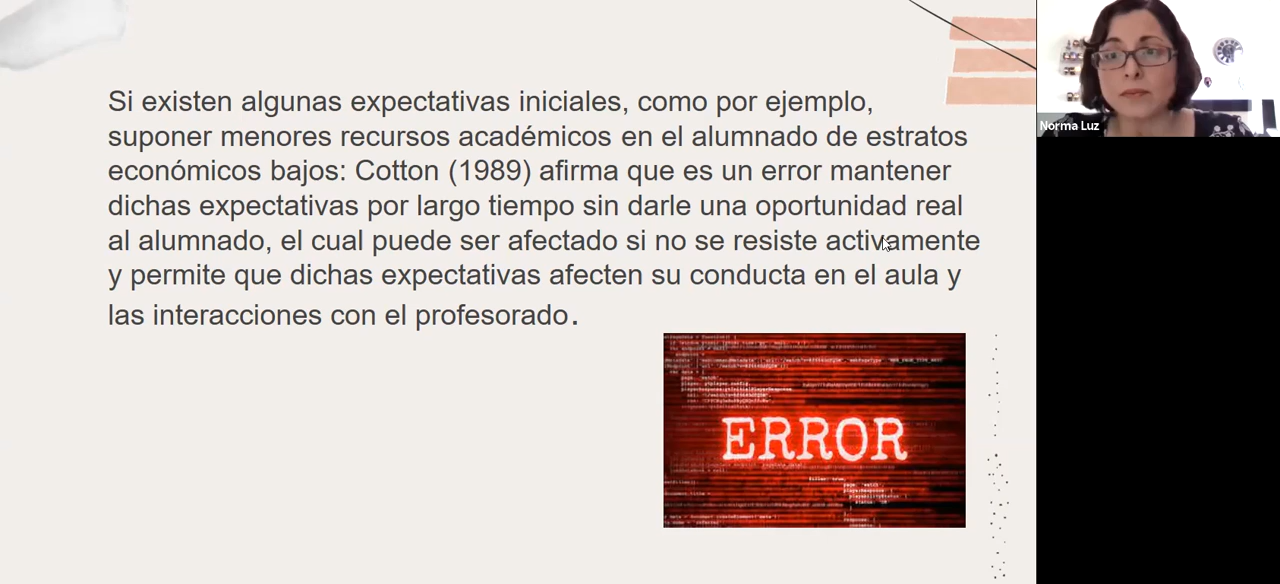 Si existen algunas expectativas iniciales, como por ejemplo,
suponer menores recursos académicos en el alumnado de estratos
económicos bajos: Cotton (1989) afirma que es un error mantener
dichas expectativas por largo tiempo sin darle una oportunidad real
al alumnado, el cual puede ser afectado si no se resiste activamente
y permite que dichas expectativas afecten su conducta en el aula y
las interacciones con el profesorado.
ERROR
Norma Luz